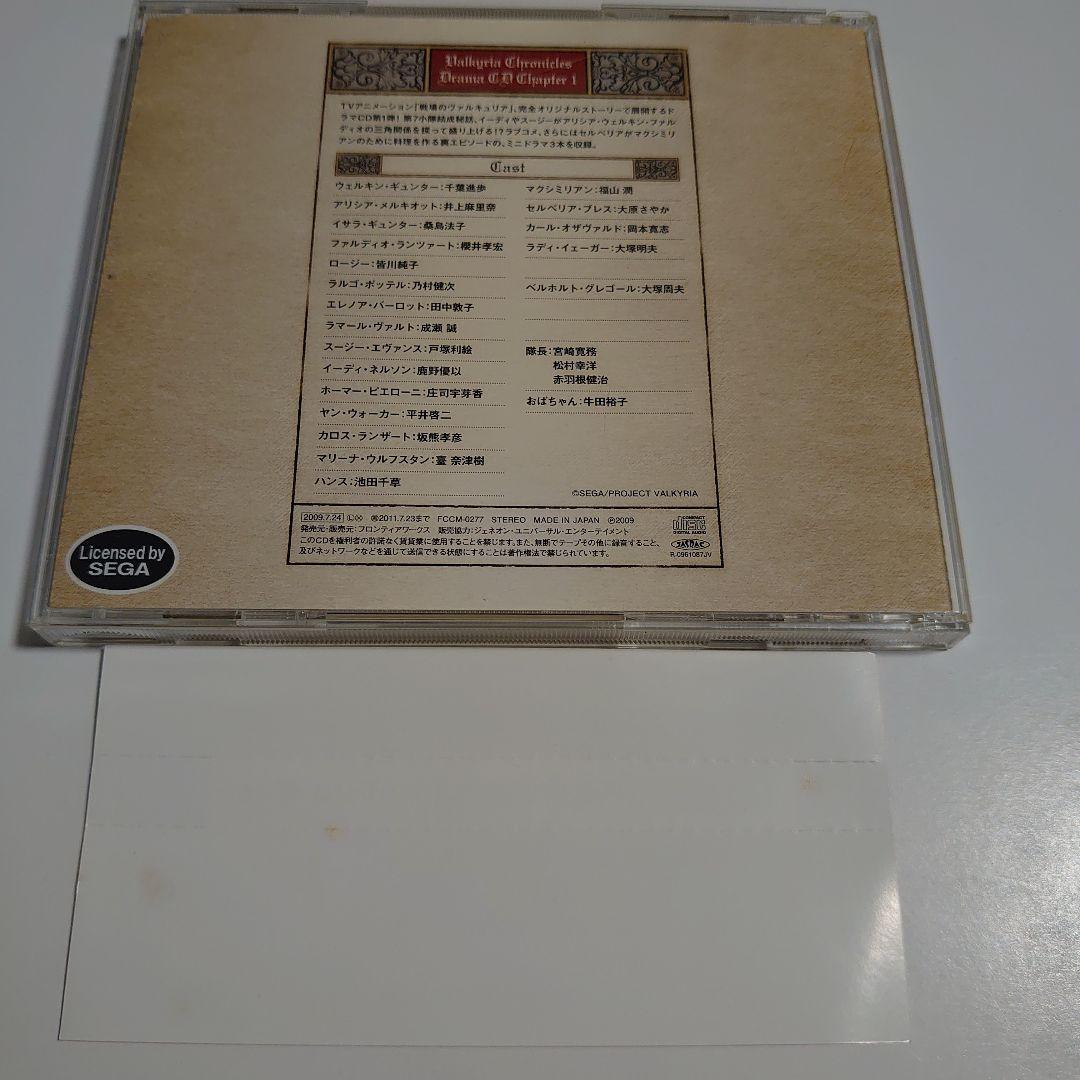 Valkyria Chronicles
Drama CD Chapter 1
TVアニメーション「戦場のヴァルキュリア」、完全オリジナルストーリーで展開するド
ラマCD第1弾! 第7小隊結成秘話、イーディやスージーがアリシア・ウェルキン・ファル
ディオの三角関係を探って盛り上げる!?ラブコメ、さらにはセルベリアがマクシミリ
アンのために料理を作る裏エピソードの、ミニドラマ3本を収録。
Cast
ウェルキン・ギュンター:千葉進歩
アリシア・メルキオット:井上麻里奈
イサラ・ギュンター:桑島法子
ファルディオ・ランツァート:櫻井孝宏
ロージー:皆川純子
ラルゴ・ポッテル:乃村健次
エレノア・バーロット:田中敦子
ラマール・ヴァルト:成瀬 誠
スージー・エヴァンス:戸塚利絵
イーディ・ネルソン:鹿野優以
ホーマー・ピエローニ:庄司宇芽香
ヤン・ウォーカー:平井啓二
カロス・ランザート:坂熊孝彦
マリーナ・ウルフスタン:臺 奈津樹
ハンス:池田千草
マクシミリアン:福山 潤
セルベリア・ブレス:大原さやか
カール・オザヴァルド:岡本寛志
ラディ・イェーガー:大塚明夫
ベルホルト・グレゴール:大塚周夫
隊長:宮崎寛務
松村幸洋
赤羽根健治
おばちゃん:牛田裕子
©SEGA/PROJECT VALKYRIA
2009.7.24 Ⓛ Ⓧ 2011.7.23まで FCCM-0277 STEREO MADE IN JAPAN Ⓟ2009
発売元・販売元:フロンティアワークス 販売協力:ジェネオン・ユニバーサル・エンターテイメント
このCDを権利者の許諾なく賃貸業に使用することを禁じます。また、無断でテープその他に録音すること、
及びネットワークなどを通じて送信できる状態にすることは著作権法で禁じられています。
COMPACT
disc
DIGITAL AUDIO
JASRAC
R-0961087JV
Licensed by
SEGA